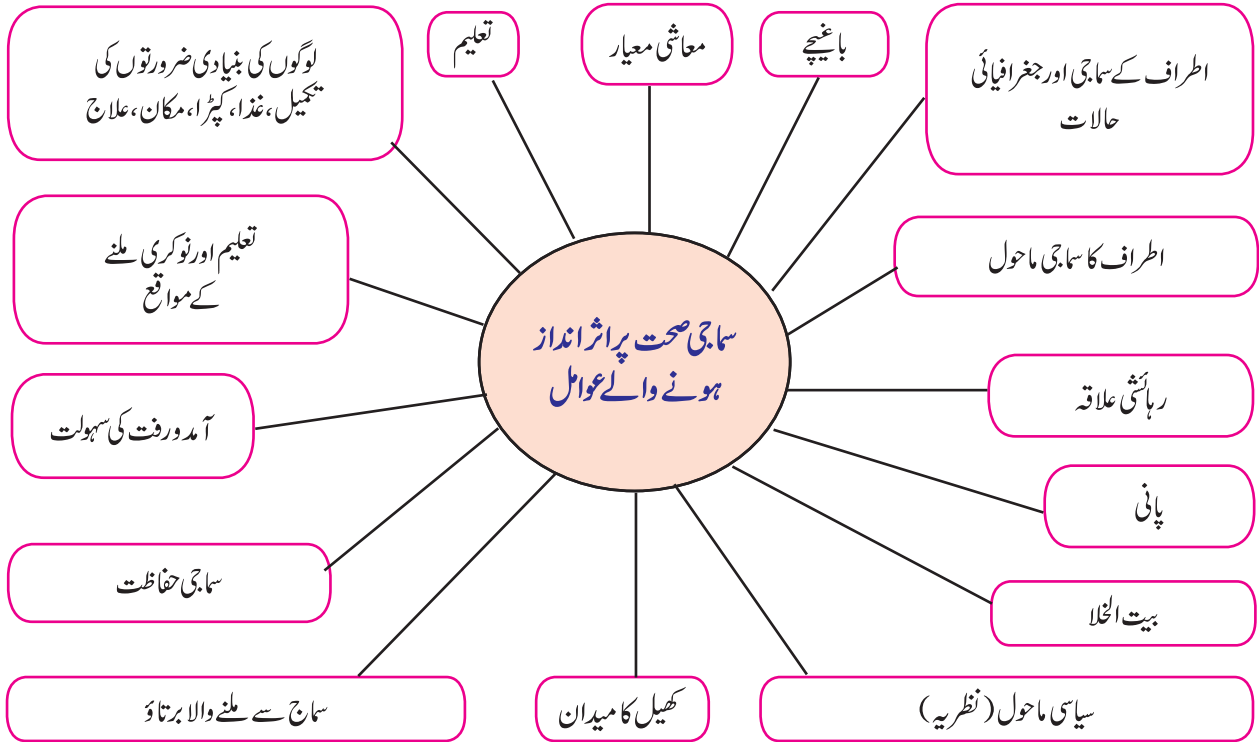 باغیچے
معاشی معیار
تعلیم
اطراف کے سماجی اور جغرافیائی
حالات
لوگوں کی بنیادی ضرورتوں کی
تکمیل، غذا، کپڑا، مکان، علاج
اطراف کا سماجی ماحول
تعلیم اور نوکری ملنے
کے مواقع
سماجی صحت پر اثر انداز
ہونے والے عوامل
رہائشی علاقہ
آمد و رفت کی سہولت
پانی
سماجی حفاظت
بیت الخلا
سیاسی ماحول (نظریہ)
کھیل کا میدان
سماج سے ملنے والا برتاؤ